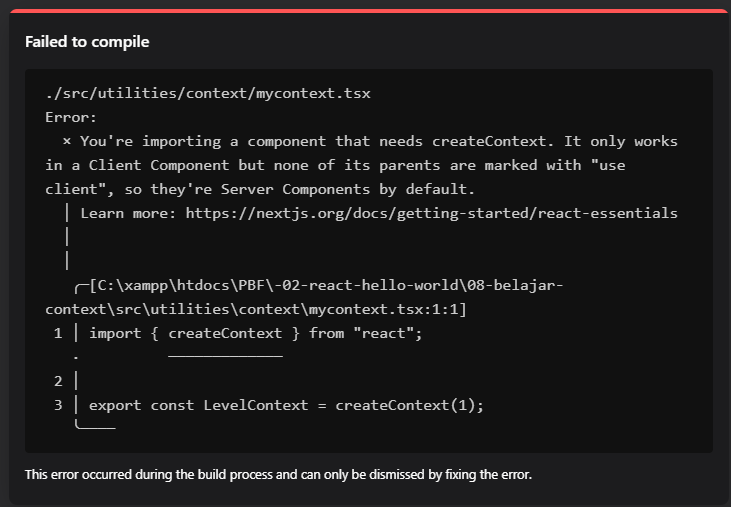 Failed to compile
./src/utilities/context/mycontext.tsx
Error:
× You're importing a component that needs createContext. It only works
in a Client Component but none of its parents are marked with "use
client", so they're Server Components by default.
│ Learn more: https://nextjs.org/docs/getting-started/react-essentials
│
│
╭─[C:\xampp\htdocs\PBF\-02-react-hello-world\08-belajar-
context\src\utilities\context\mycontext.tsx:1:1]
1 │ import { createContext } from "react";
· ─────────────
2 │
3 │ export const LevelContext = createContext(1);
╰────
This error occurred during the build process and can only be dismissed by fixing the error.